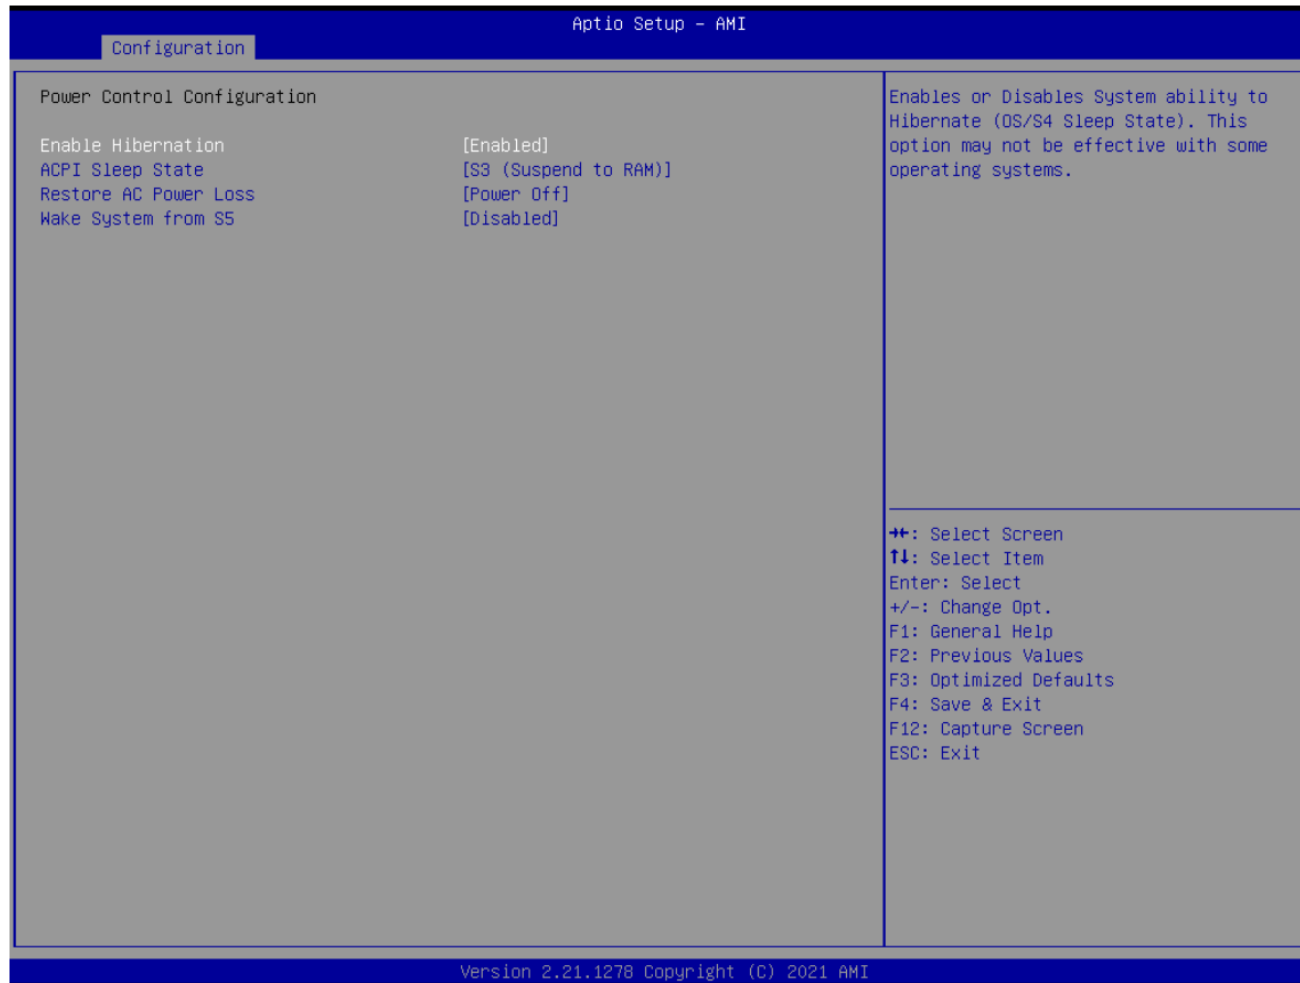 Aptio Setup – AMI
Configuration
Power Control Configuration
Enable Hibernation [Enabled]
ACPI Sleep State [S3 (Suspend to RAM)]
Restore AC Power Loss [Power Off]
Wake System from S5 [Disabled]
Enables or Disables System ability to
Hibernate (OS/S4 Sleep State). This
option may not be effective with some
operating systems.
→←: Select Screen
↑↓: Select Item
Enter: Select
+/-: Change Opt.
F1: General Help
F2: Previous Values
F3: Optimized Defaults
F4: Save & Exit
F12: Capture Screen
ESC: Exit
Version 2.21.1278 Copyright (C) 2021 AMI